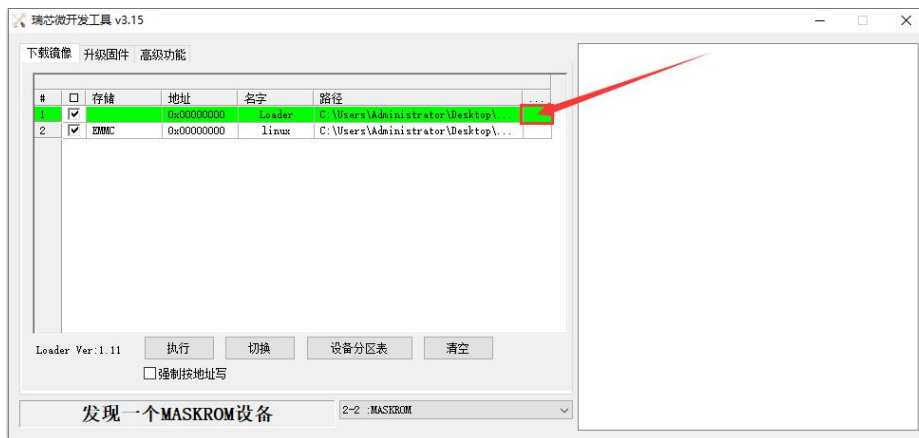 瑞芯微开发工具 v3.15
下载镜像 升级固件 高级功能
# 存储 地址 名字 路径 ...
1 0x00000000 Loader C:\Users\Administrator\Desktop\...
2 EMMC 0x00000000 linux C:\Users\Administrator\Desktop\...
Loader Ver:1.11 执行 切换 设备分区表 清空
强制按地址写
发现一个MASKROM设备 2-2 :MASKROM